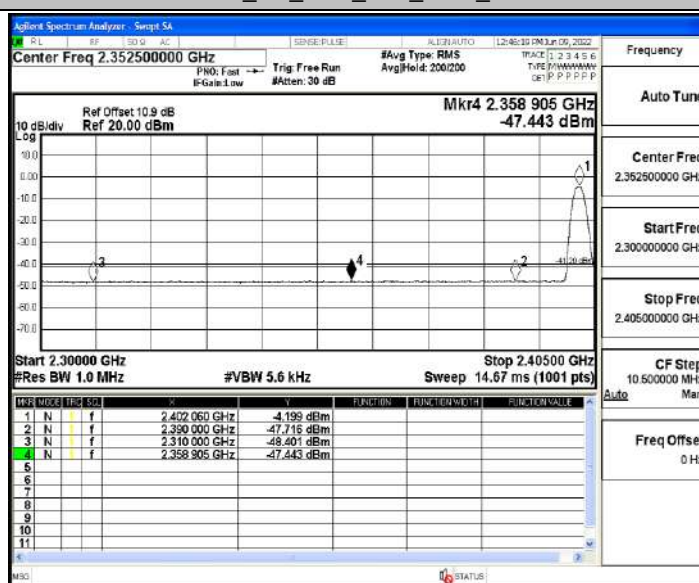 Agilent Spectrum Analyzer - Swept SA
RL RF 50 Ω AC SENSE:PULSE ALIGNAUTO 12:46:19 PM Jun 09, 2022
Center Freq 2.352500000 GHz
PNO: Fast
IFGain:Low
Trig: Free Run
#Atten: 30 dB
#Avg Type: RMS
Avg|Hold: 200/200
TRACE 1 2 3 4 5 6
TYPE MWWWWW
DET P P P P P
Ref Offset 10.9 dB
Ref 20.00 dBm
10 dB/div
Log
Mkr4 2.358 905 GHz
-47.443 dBm
10.0
0.00
-10.0
-20.0
-30.0
-40.0
-50.0
-60.0
-70.0
1
2
3
4
-41.20 dBm
Start 2.30000 GHz
Stop 2.40500 GHz
#Res BW 1.0 MHz
#VBW 5.6 kHz
Sweep 14.67 ms (1001 pts)
MKR MODE TRC SCL X Y FUNCTION FUNCTION WIDTH FUNCTION VALUE
1 N f 2.402 060 GHz -4.199 dBm
2 N f 2.390 000 GHz -47.716 dBm
3 N f 2.310 000 GHz -48.401 dBm
4 N f 2.358 905 GHz -47.443 dBm
5
6
7
8
9
10
11
MSG
STATUS
Frequency
Auto Tune
Center Freq
2.352500000 GHz
Start Freq
2.300000000 GHz
Stop Freq
2.405000000 GHz
CF Step
10.500000 MHz
Auto Man
Freq Offset
0 Hz